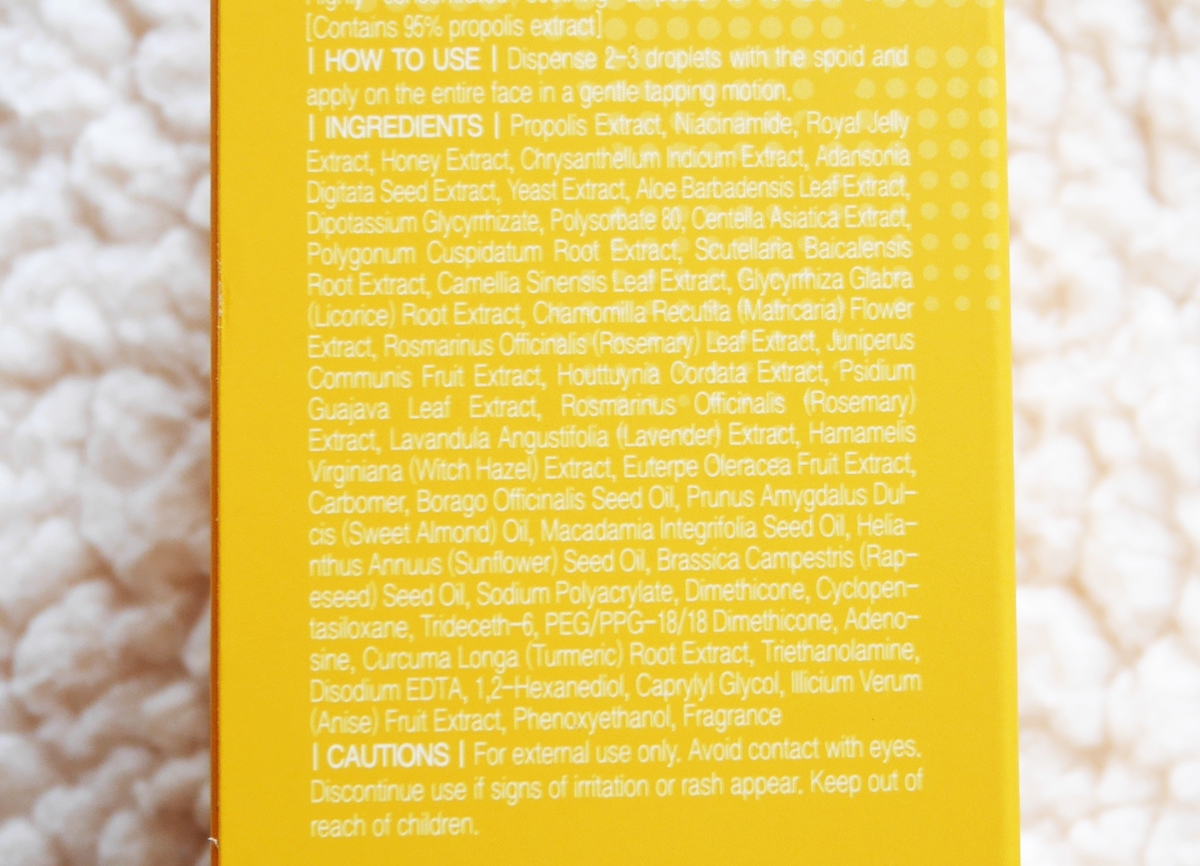 Highly concentrated soothing ampoule
[Contains 95% propolis extract]
| HOW TO USE | Dispense 2-3 droplets with the spoid and
apply on the entire face in a gentle tapping motion.
| INGREDIENTS | Propolis Extract, Niacinamide, Royal Jelly
Extract, Honey Extract, Chrysanthellum Indicum Extract, Adansonia
Digitata Seed Extract, Yeast Extract, Aloe Barbadensis Leaf Extract,
Dipotassium Glycyrrhizate, Polysorbate 80, Centella Asiatica Extract,
Polygonum Cuspidatum Root Extract, Scutellaria Baicalensis
Root Extract, Camellia Sinensis Leaf Extract, Glycyrrhiza Glabra
(Licorice) Root Extract, Chamomilla Recutita (Matricaria) Flower
Extract, Rosmarinus Officinalis (Rosemary) Leaf Extract, Juniperus
Communis Fruit Extract, Houttuynia Cordata Extract, Psidium
Guajava Leaf Extract, Rosmarinus Officinalis (Rosemary)
Extract, Lavandula Angustifolia (Lavender) Extract, Hamamelis
Virginiana (Witch Hazel) Extract, Euterpe Oleracea Fruit Extract,
Carbomer, Borago Officinalis Seed Oil, Prunus Amygdalus Dul-
cis (Sweet Almond) Oil, Macadamia Integrifolia Seed Oil, Helia-
nthus Annuus (Sunflower) Seed Oil, Brassica Campestris (Rap-
eseed) Seed Oil, Sodium Polyacrylate, Dimethicone, Cyclopen-
tasiloxane, Trideceth-6, PEG/PPG-18/18 Dimethicone, Adeno-
sine, Curcuma Longa (Turmeric) Root Extract, Triethanolamine,
Disodium EDTA, 1,2-Hexanediol, Caprylyl Glycol, Illicium Verum
(Anise) Fruit Extract, Phenoxyethanol, Fragrance
| CAUTIONS | For external use only. Avoid contact with eyes.
Discontinue use if signs of irritation or rash appear. Keep out of
reach of children.